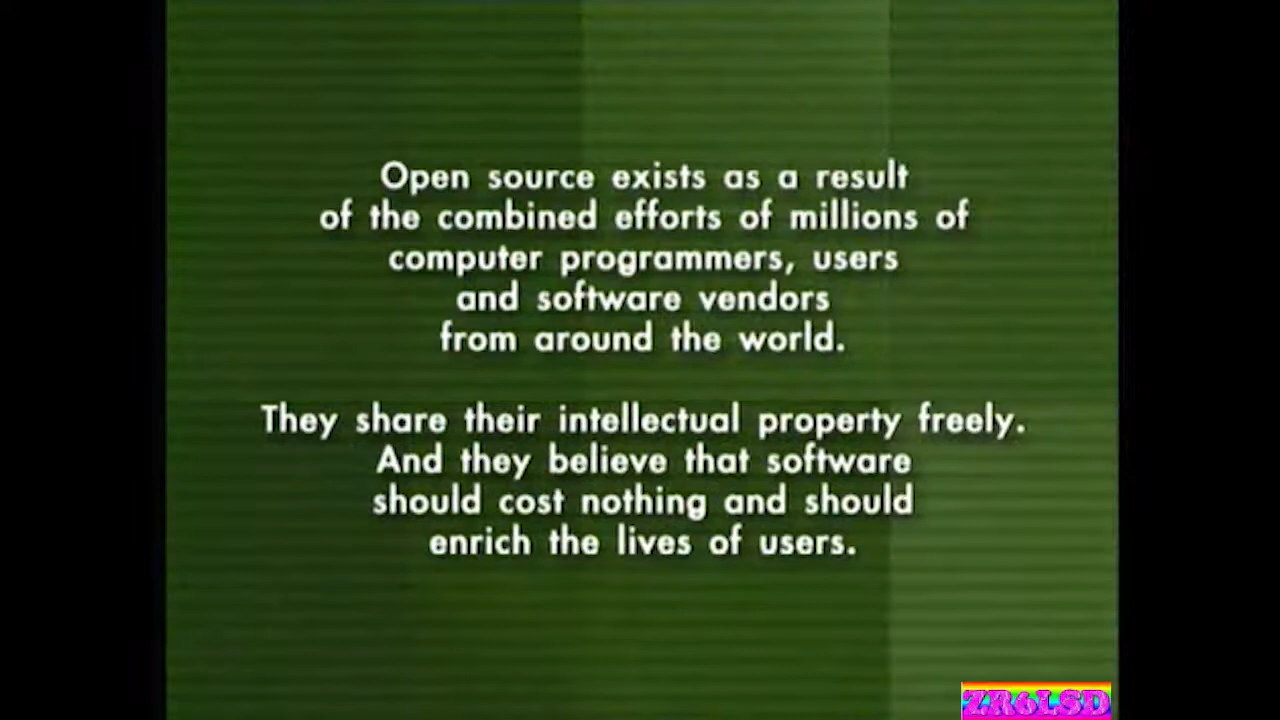 Open source exists as a result
of the combined efforts of millions of
computer programmers, users
and software vendors
from around the world.
They share their intellectual property freely.
And they believe that software
should cost nothing and should
enrich the lives of users.
ZR6LSD